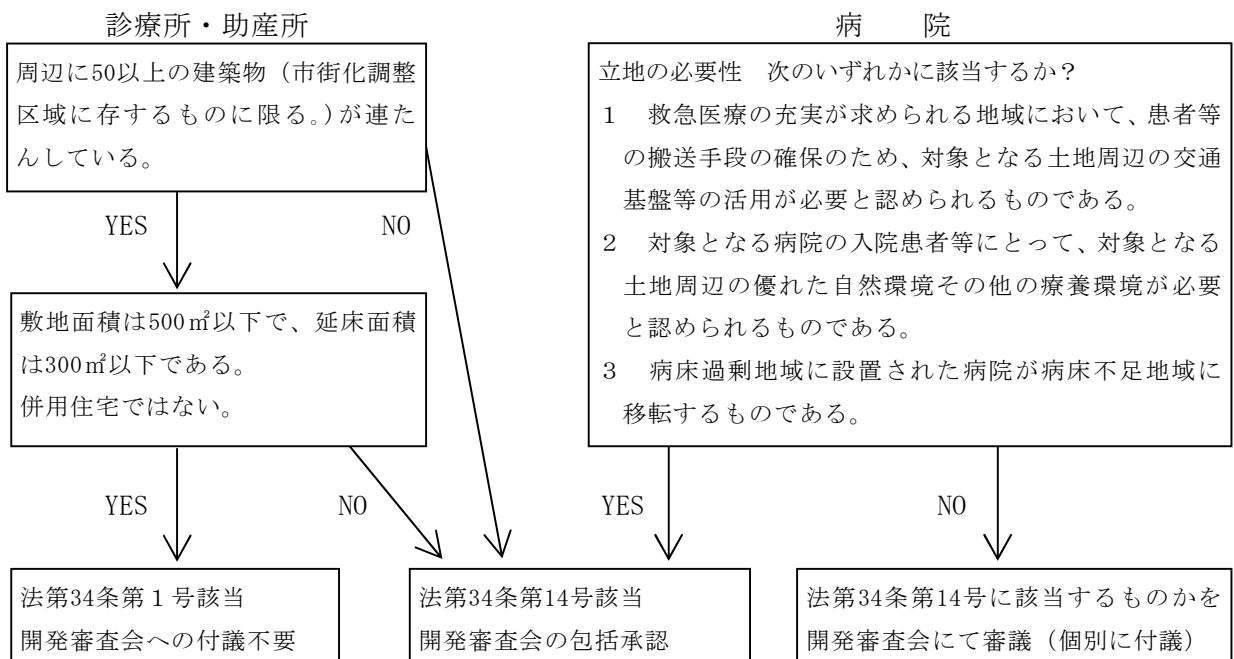 診療所・助産所
周辺に50以上の建築物（市街化調整
区域に存するものに限る。）が連た
んしている。
YES
NO
敷地面積は500㎡以下で、延床面積
は300㎡以下である。
併用住宅ではない。
YES
NO
病　　院
立地の必要性　次のいずれかに該当するか？
１　救急医療の充実が求められる地域において、患者等
の搬送手段の確保のため、対象となる土地周辺の交通
基盤等の活用が必要と認められるものである。
２　対象となる病院の入院患者等にとって、対象となる
土地周辺の優れた自然環境その他の療養環境が必要
と認められるものである。
３　病床過剰地域に設置された病院が病床不足地域に
移転するものである。
YES
NO
法第34条第１号該当
開発審査会への付議不要
法第34条第14号該当
開発審査会の包括承認
法第34条第14号に該当するものかを
開発審査会にて審議（個別に付議）